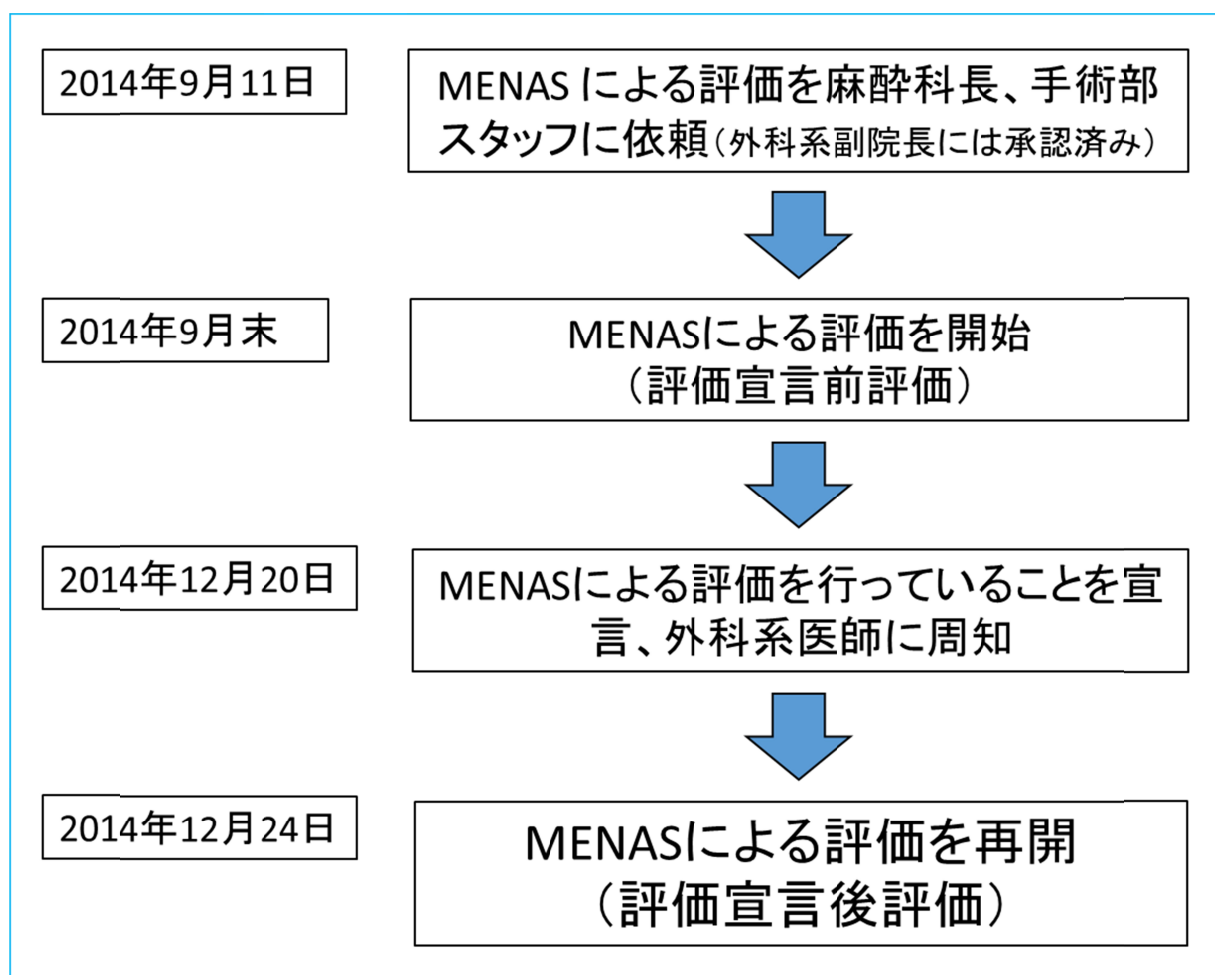 2014年9月11日
MENAS による評価を麻酔科長、手術部
スタッフに依頼(外科系副院長には承認済み)
2014年9月末
MENASによる評価を開始
(評価宣言前評価)
2014年12月20日
MENASによる評価を行っていることを宣
言、外科系医師に周知
2014年12月24日
MENASによる評価を再開
(評価宣言後評価)